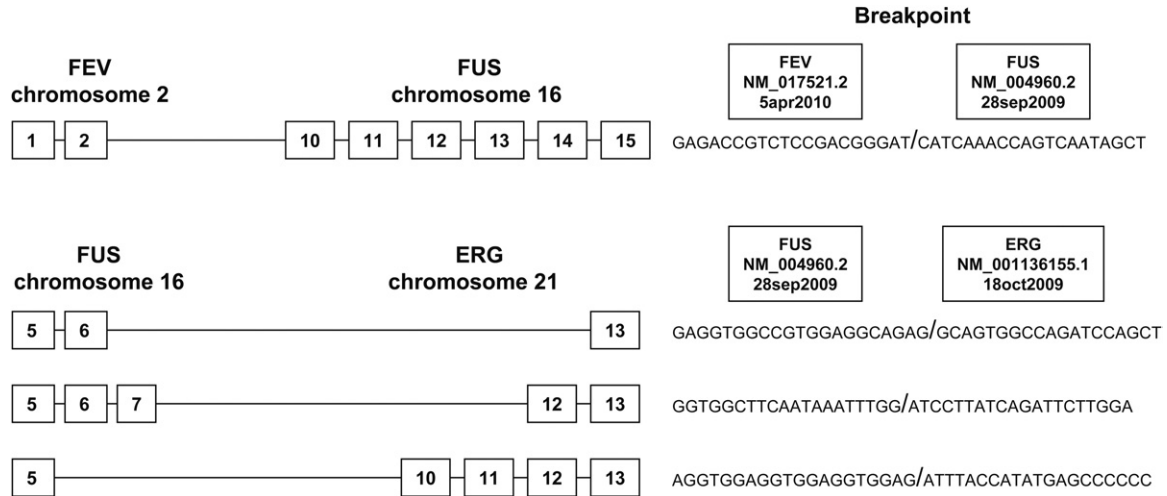 Breakpoint
FEV
chromosome 2
FUS
chromosome 16
FEV
NM_017521.2
5apr2010
FUS
NM_004960.2
28sep2009
1 2 10 11 12 13 14 15
GAGACCGTCTCCGACGGGAT/CATCAAACCAGTCAATAGCT
FUS
chromosome 16
ERG
chromosome 21
FUS
NM_004960.2
28sep2009
ERG
NM_001136155.1
18oct2009
5 6 13
GAGGTGGCCGTGGAGGCAGAG/GCAGTGGCCAGATCCAGCT
5 6 7 12 13
GGTGGCTTCAATAAATTTGG/ATCCTTATCAGATTCTTGGA
5 10 11 12 13
AGGTGGAGGTGGAGGTGGAG/ATTTACCATATGAGCCCCCC